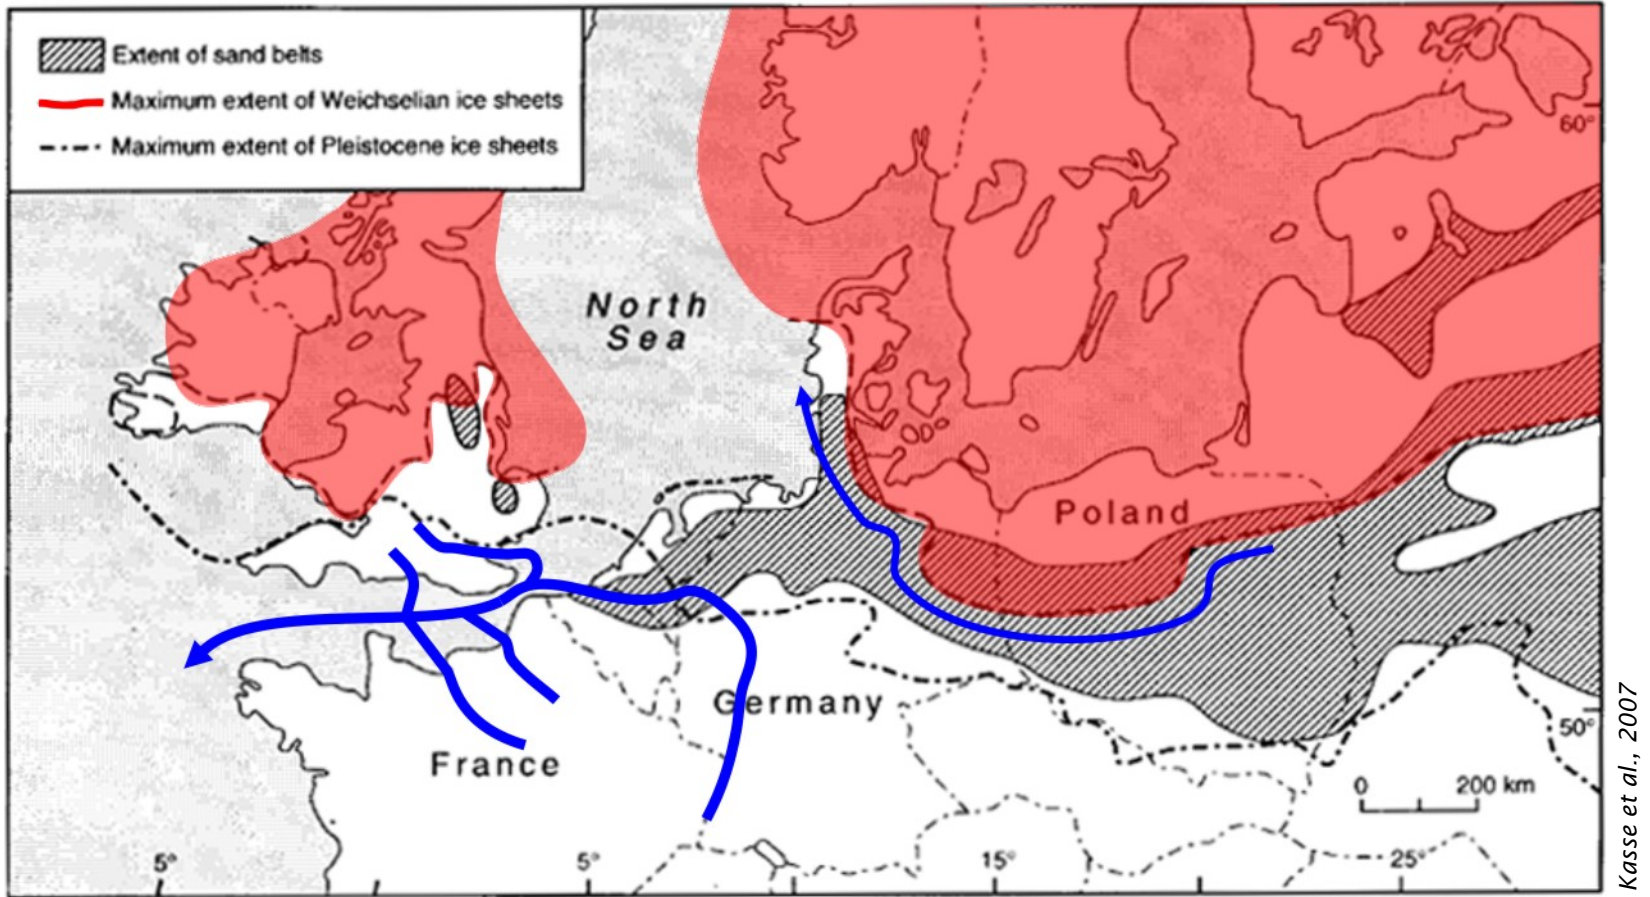 Extent of sand belts
Maximum extent of Weichselian ice sheets
Maximum extent of Pleistocene ice sheets
60°
North
Sea
Poland
Germany
France
50°
0 200 km
5° 5° 15° 25°
Kasse et al., 2007